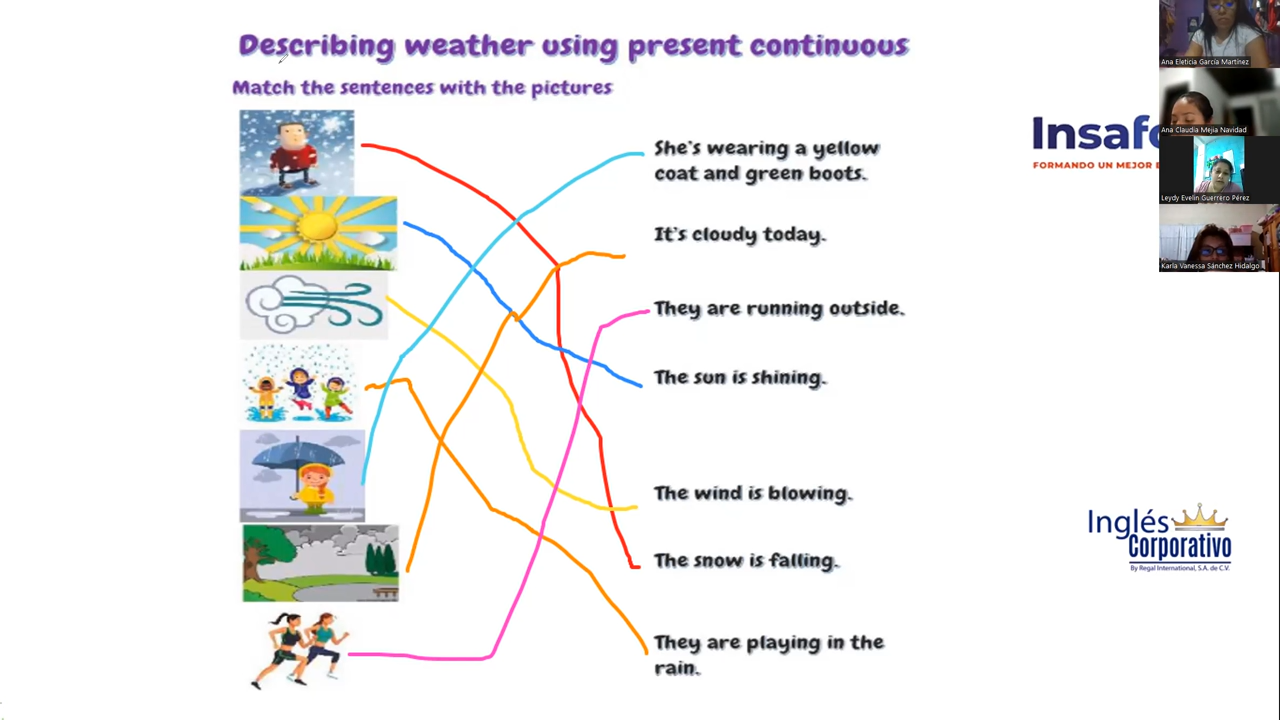 Describing weather using present continuous
Match the sentences with the pictures
She's wearing a yellow
coat and green boots.
It's cloudy today.
They are running outside.
The sun is shining.
The wind is blowing.
The snow is falling.
They are playing in the
rain.
Insafo
FORMANDO UN MEJOR E
Inglés
Corporativo
By Regal International, S.A. de C.V.
Ana Eleticia García Martínez
Ana Claudia Mejia Navidad
Leydy Evelin Guerrero Pérez
Karla Vanessa Sánchez Hidalgo